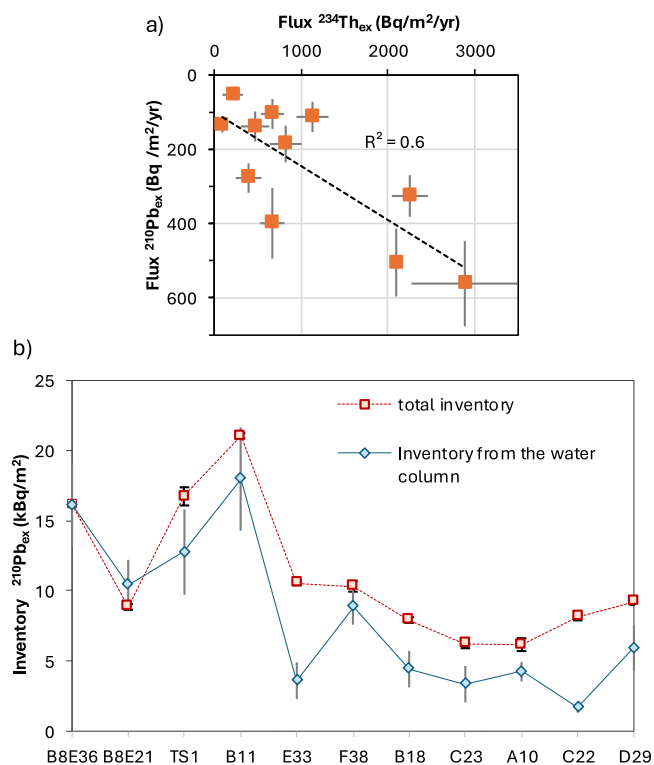 a)
Flux ²³⁴Thₑₓ (Bq/m²/yr)
0 1000 2000 3000
0
200
400
600
Flux ²¹⁰Pbₑₓ (Bq /m²/yr)
R² = 0.6
b)
25
20
15
10
5
0
Inventory ²¹⁰Pbₑₓ (kBq/m²)
total inventory
Inventory from the water
column
B8E36 B8E21 TS1 B11 E33 F38 B18 C23 A10 C22 D29